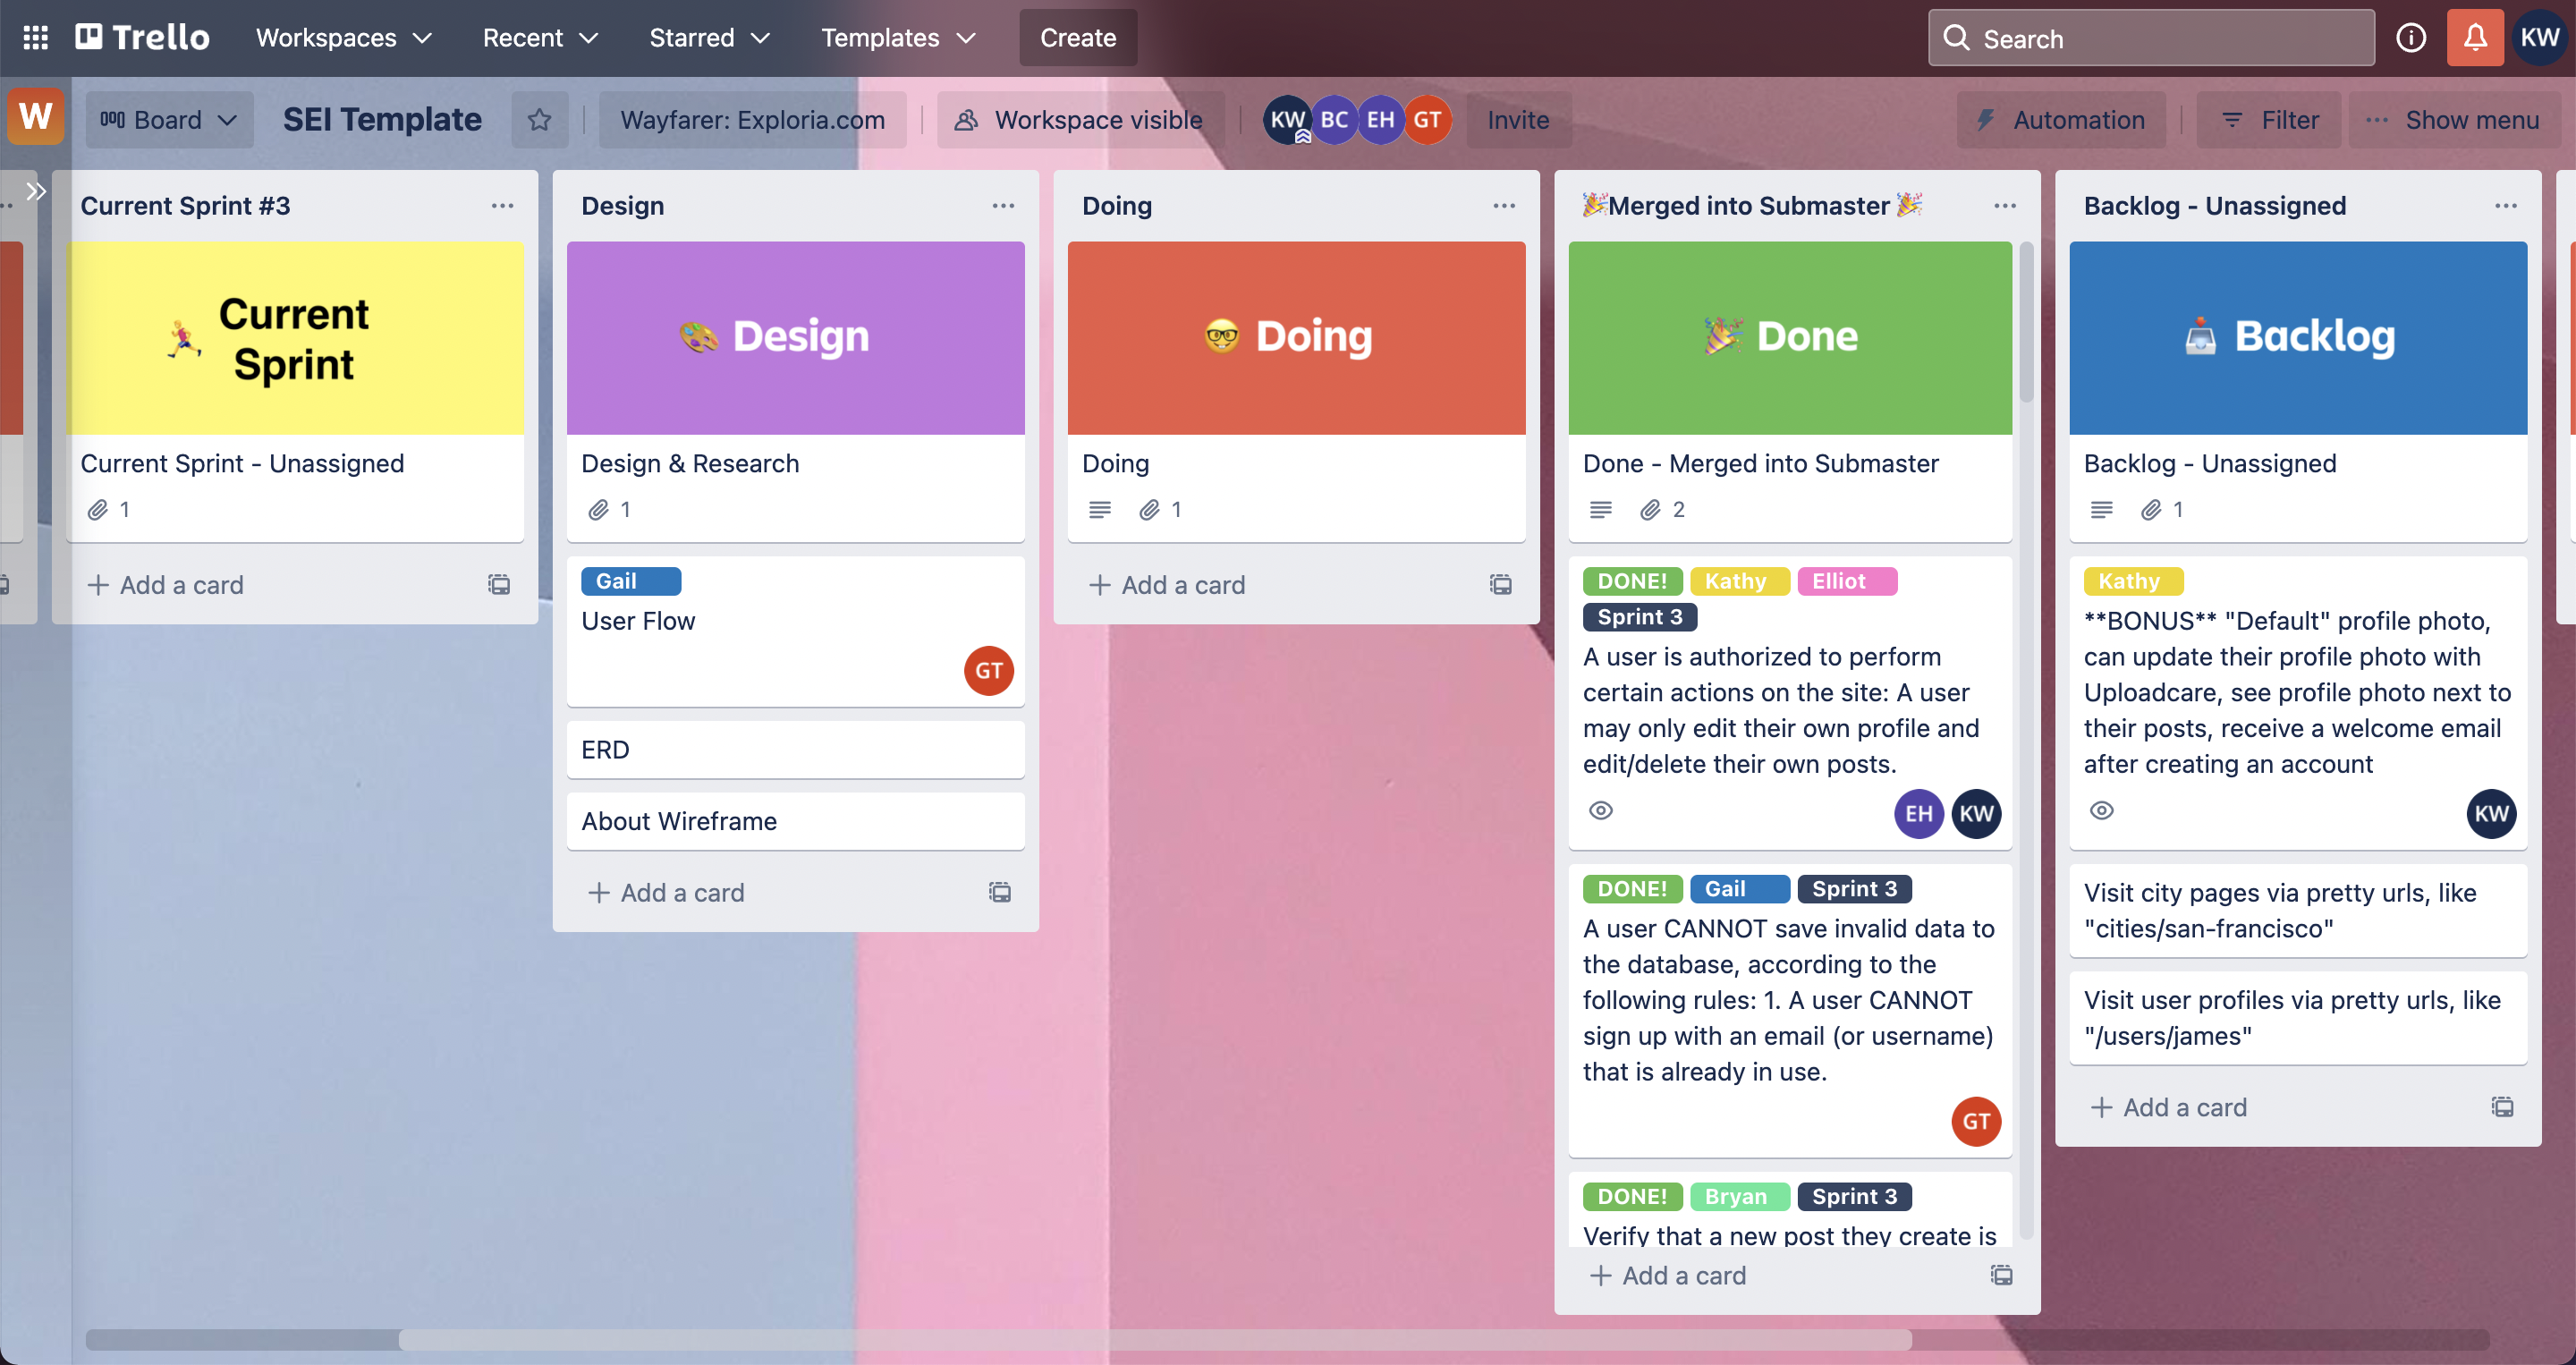 Trello
Workspaces
Recent
Starred
Templates
Create
Search
KW
W
Board
SEI Template
Wayfarer: Exploria.com
Workspace visible
KW
BC
EH
GT
Invite
Automation
Filter
Show menu
Current Sprint #3
Current
Sprint
Current Sprint - Unassigned
1
Add a card
Design
Design
Design & Research
1
Gail
User Flow
GT
ERD
About Wireframe
Add a card
Doing
Doing
Doing
1
Add a card
Merged into Submaster
Done
Done - Merged into Submaster
2
DONE! Kathy Elliot
Sprint 3
A user is authorized to perform
certain actions on the site: A user
may only edit their own profile and
edit/delete their own posts.
EH KW
DONE! Gail Sprint 3
A user CANNOT save invalid data to
the database, according to the
following rules: 1. A user CANNOT
sign up with an email (or username)
that is already in use.
GT
DONE! Bryan Sprint 3
Verify that a new post they create is
Add a card
Backlog - Unassigned
Backlog
Backlog - Unassigned
1
Kathy
**BONUS** "Default" profile photo,
can update their profile photo with
Uploadcare, see profile photo next to
their posts, receive a welcome email
after creating an account
KW
Visit city pages via pretty urls, like
"cities/san-francisco"
Visit user profiles via pretty urls, like
"/users/james"
Add a card